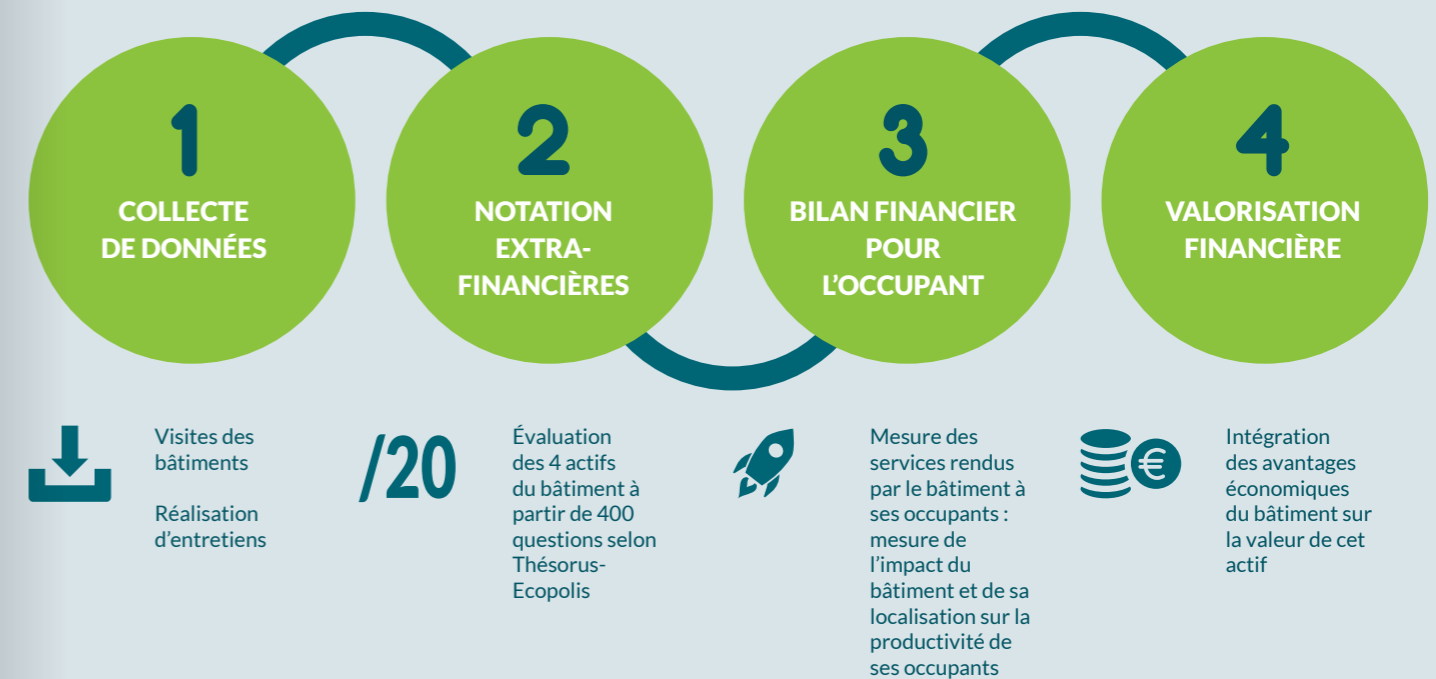 1
COLLECTE
DE DONNÉES
2
NOTATION
EXTRA-
FINANCIÈRES
3
BILAN FINANCIER
POUR
L'OCCUPANT
4
VALORISATION
FINANCIÈRE
Visites des
bâtiments
Réalisation
d'entretiens
/20
Évaluation
des 4 actifs
du bâtiment à
partir de 400
questions selon
Thésorus-
Ecopolis
Mesure des
services rendus
par le bâtiment à
ses occupants :
mesure de
l'impact du
bâtiment et de sa
localisation sur la
productivité de
ses occupants
€
Intégration
des avantages
économiques
du bâtiment sur
la valeur de cet
actif